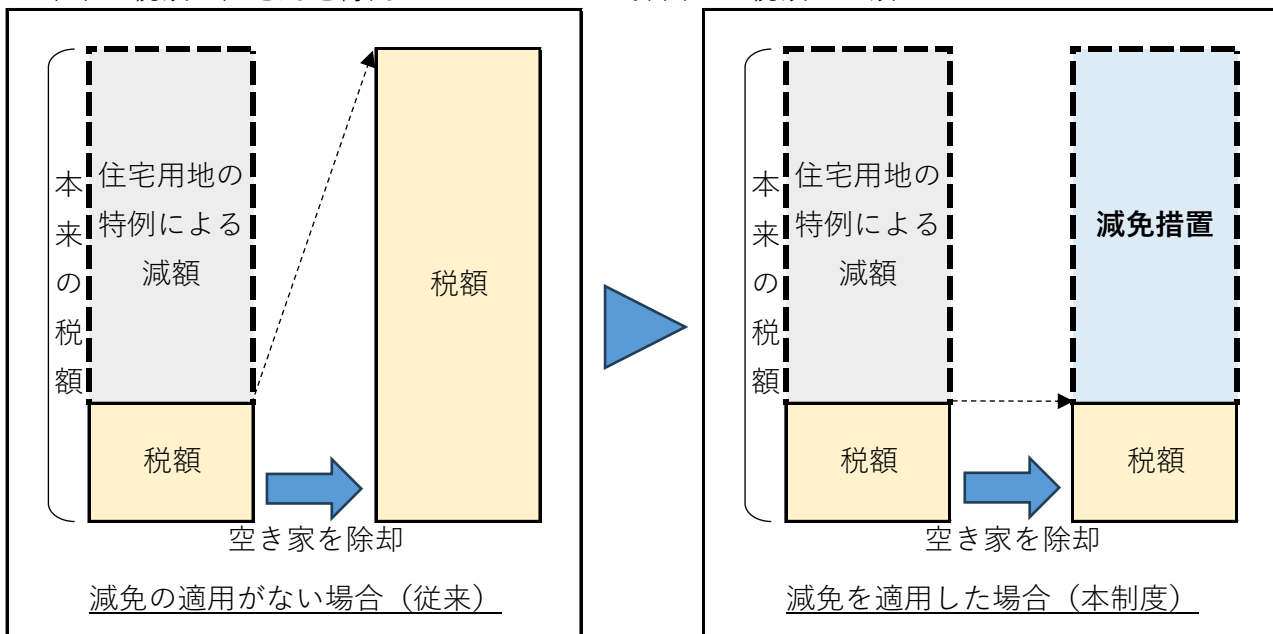 本来の税額
住宅用地の
特例による
減額
税額
税額
空き家を除却
減免の適用がない場合（従来）
本来の税額
住宅用地の
特例による
減額
減免措置
税額
税額
空き家を除却
減免を適用した場合（本制度）